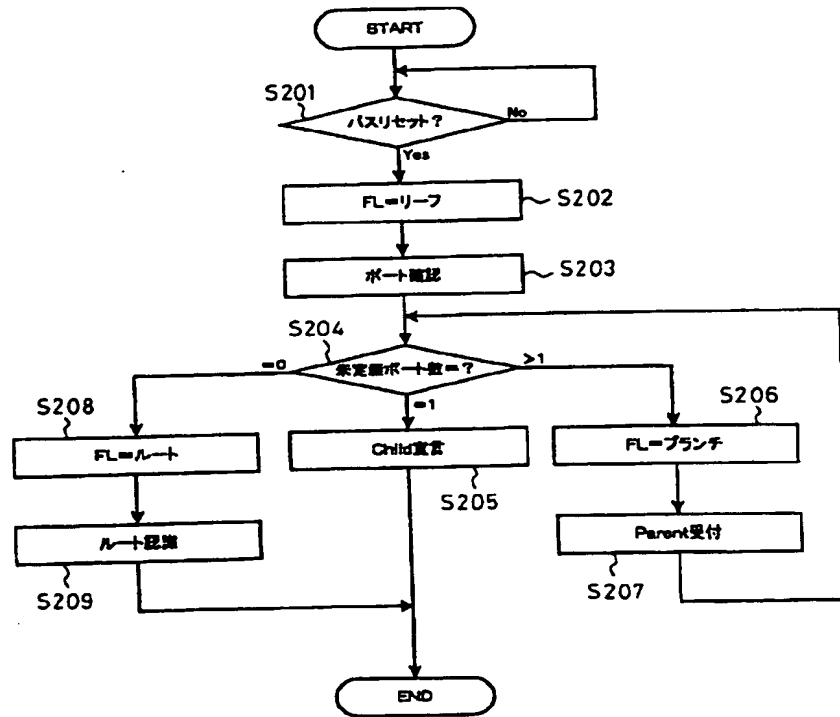 START
S201
バスリセット?
No
Yes
FL=リーフ
S202
ポート確認
S203
S204
=0
未定義ポート数=?
>1
=1
S208
S206
FL=ルート
Child宣言
FL=ブランチ
S205
ルート認識
Parent受付
S209
S207
END